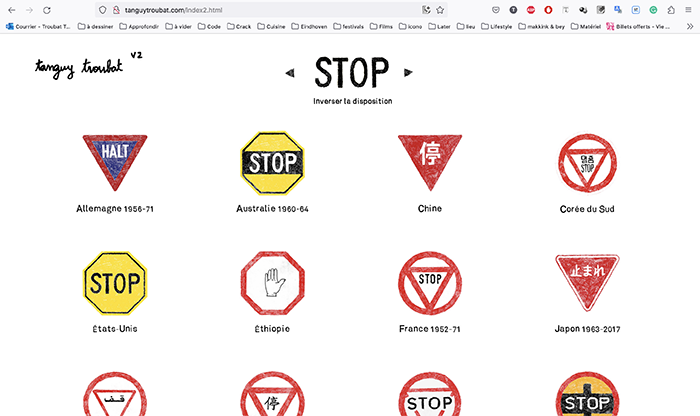 tanguytroubat.com/index2.html
Courrier – Troubat T...
à dessiner
Approfondir
à vider
Code
Crack
Cuisine
Eindhoven
festivals
Films
icono
Later
lieu
Lifestyle
makkink & bey
Matériel
Billets offerts – Vie ...
tanguy troubat v2
STOP
Inverser la disposition
HALT
STOP
停
STOP
Allemagne 1956-71
Australie 1960-64
Chine
Corée du Sud
STOP
STOP
止まれ
États-Unis
Éthiopie
France 1952-71
Japon 1963-2017
قف
停
STOP
STOP